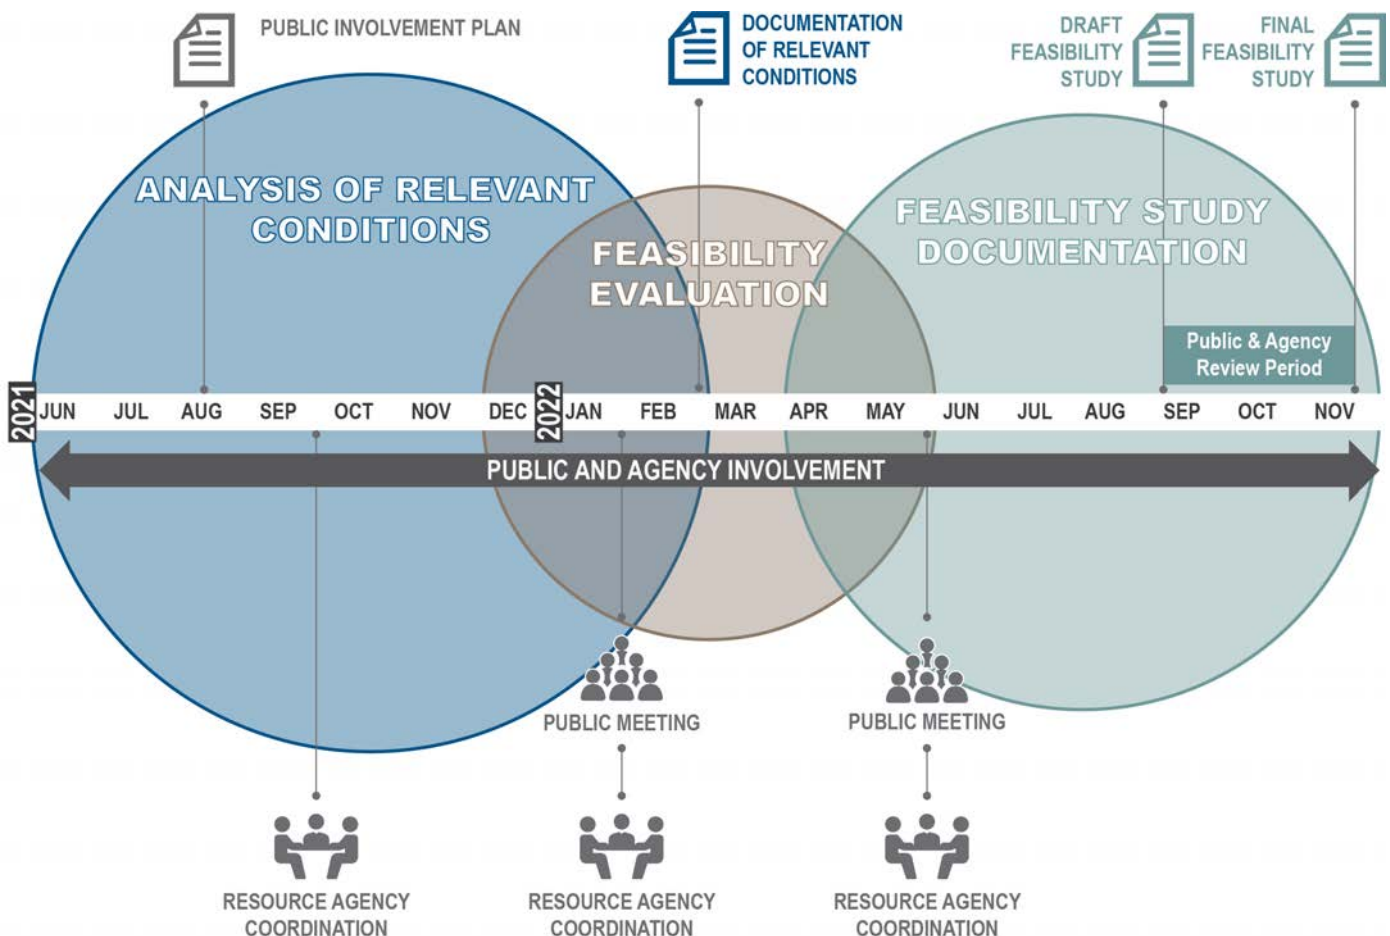 PUBLIC INVOLVEMENT PLAN
DOCUMENTATION
OF RELEVANT
CONDITIONS
DRAFT
FEASIBILITY
STUDY
FINAL
FEASIBILITY
STUDY
ANALYSIS OF RELEVANT
CONDITIONS
FEASIBILITY
EVALUATION
FEASIBILITY STUDY
DOCUMENTATION
Public & Agency
Review Period
2021 JUN JUL AUG SEP OCT NOV DEC 2022 JAN FEB MAR APR MAY JUN JUL AUG SEP OCT NOV
PUBLIC AND AGENCY INVOLVEMENT
PUBLIC MEETING
PUBLIC MEETING
RESOURCE AGENCY
COORDINATION
RESOURCE AGENCY
COORDINATION
RESOURCE AGENCY
COORDINATION